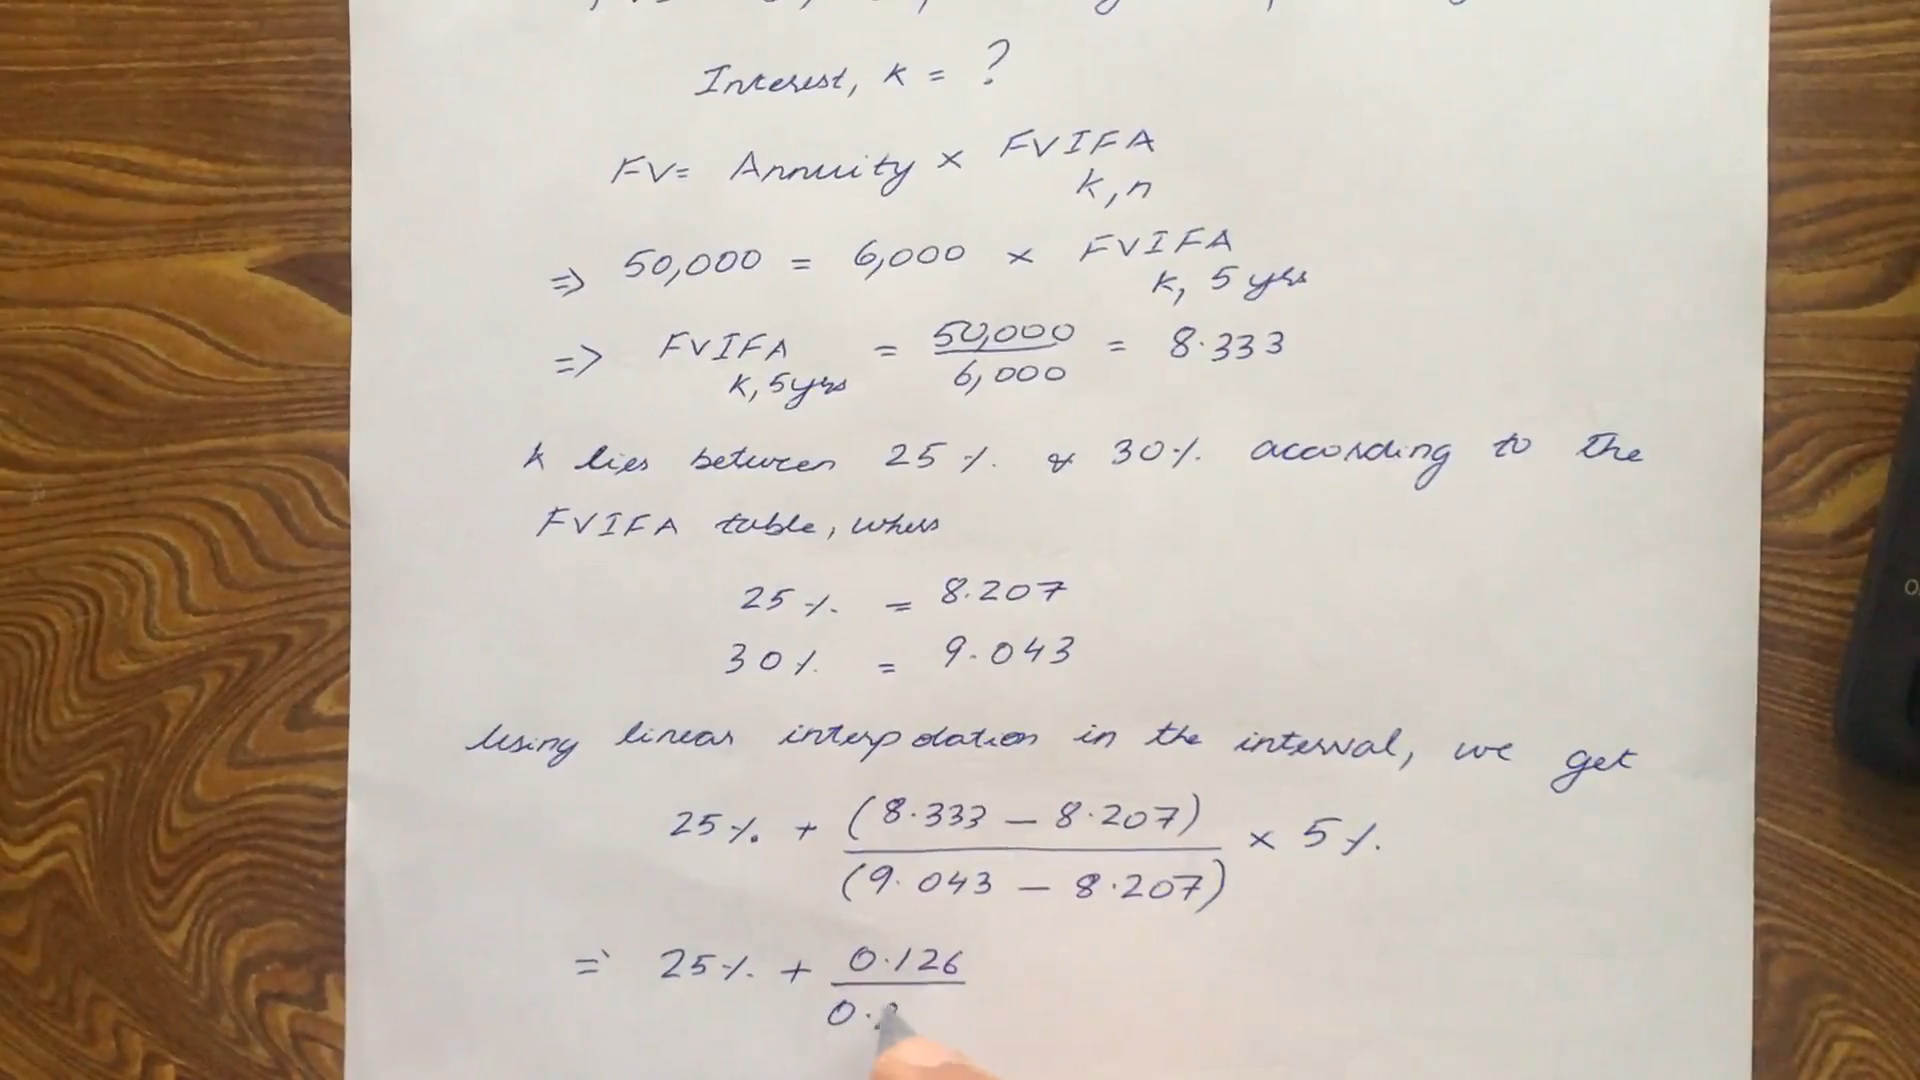 Interest, k = ?
FV= Annuity × FVIFA k,n
=> 50,000 = 6,000 × FVIFA k, 5 yrs
=> FVIFA k, 5yrs = 50,000 / 6,000 = 8.333
k lies between 25 %. & 30%. according to the
FVIFA table, where
25 %. = 8.207
30%. = 9.043
Using linear interpolation in the interval, we get
25%. + (8.333 – 8.207) / (9.043 – 8.207) × 5%.
=> 25%. + 0.126 / 0.